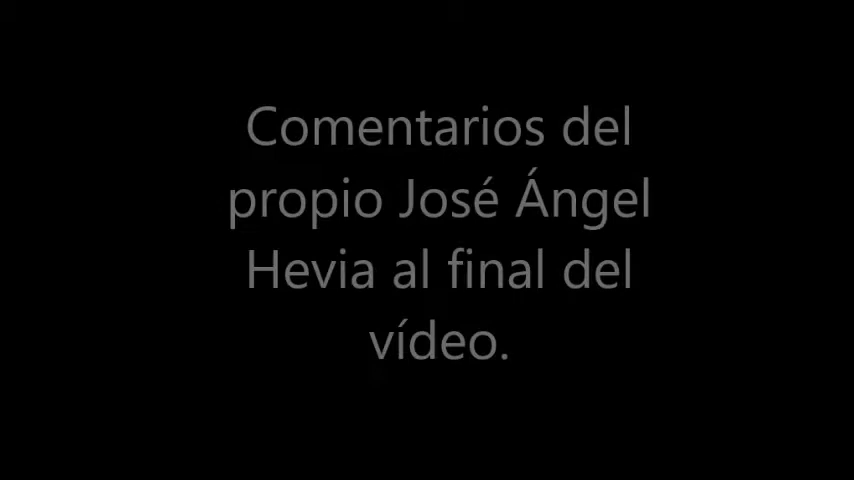 Comentarios del
propio José Ángel
Hevia al final del
vídeo.